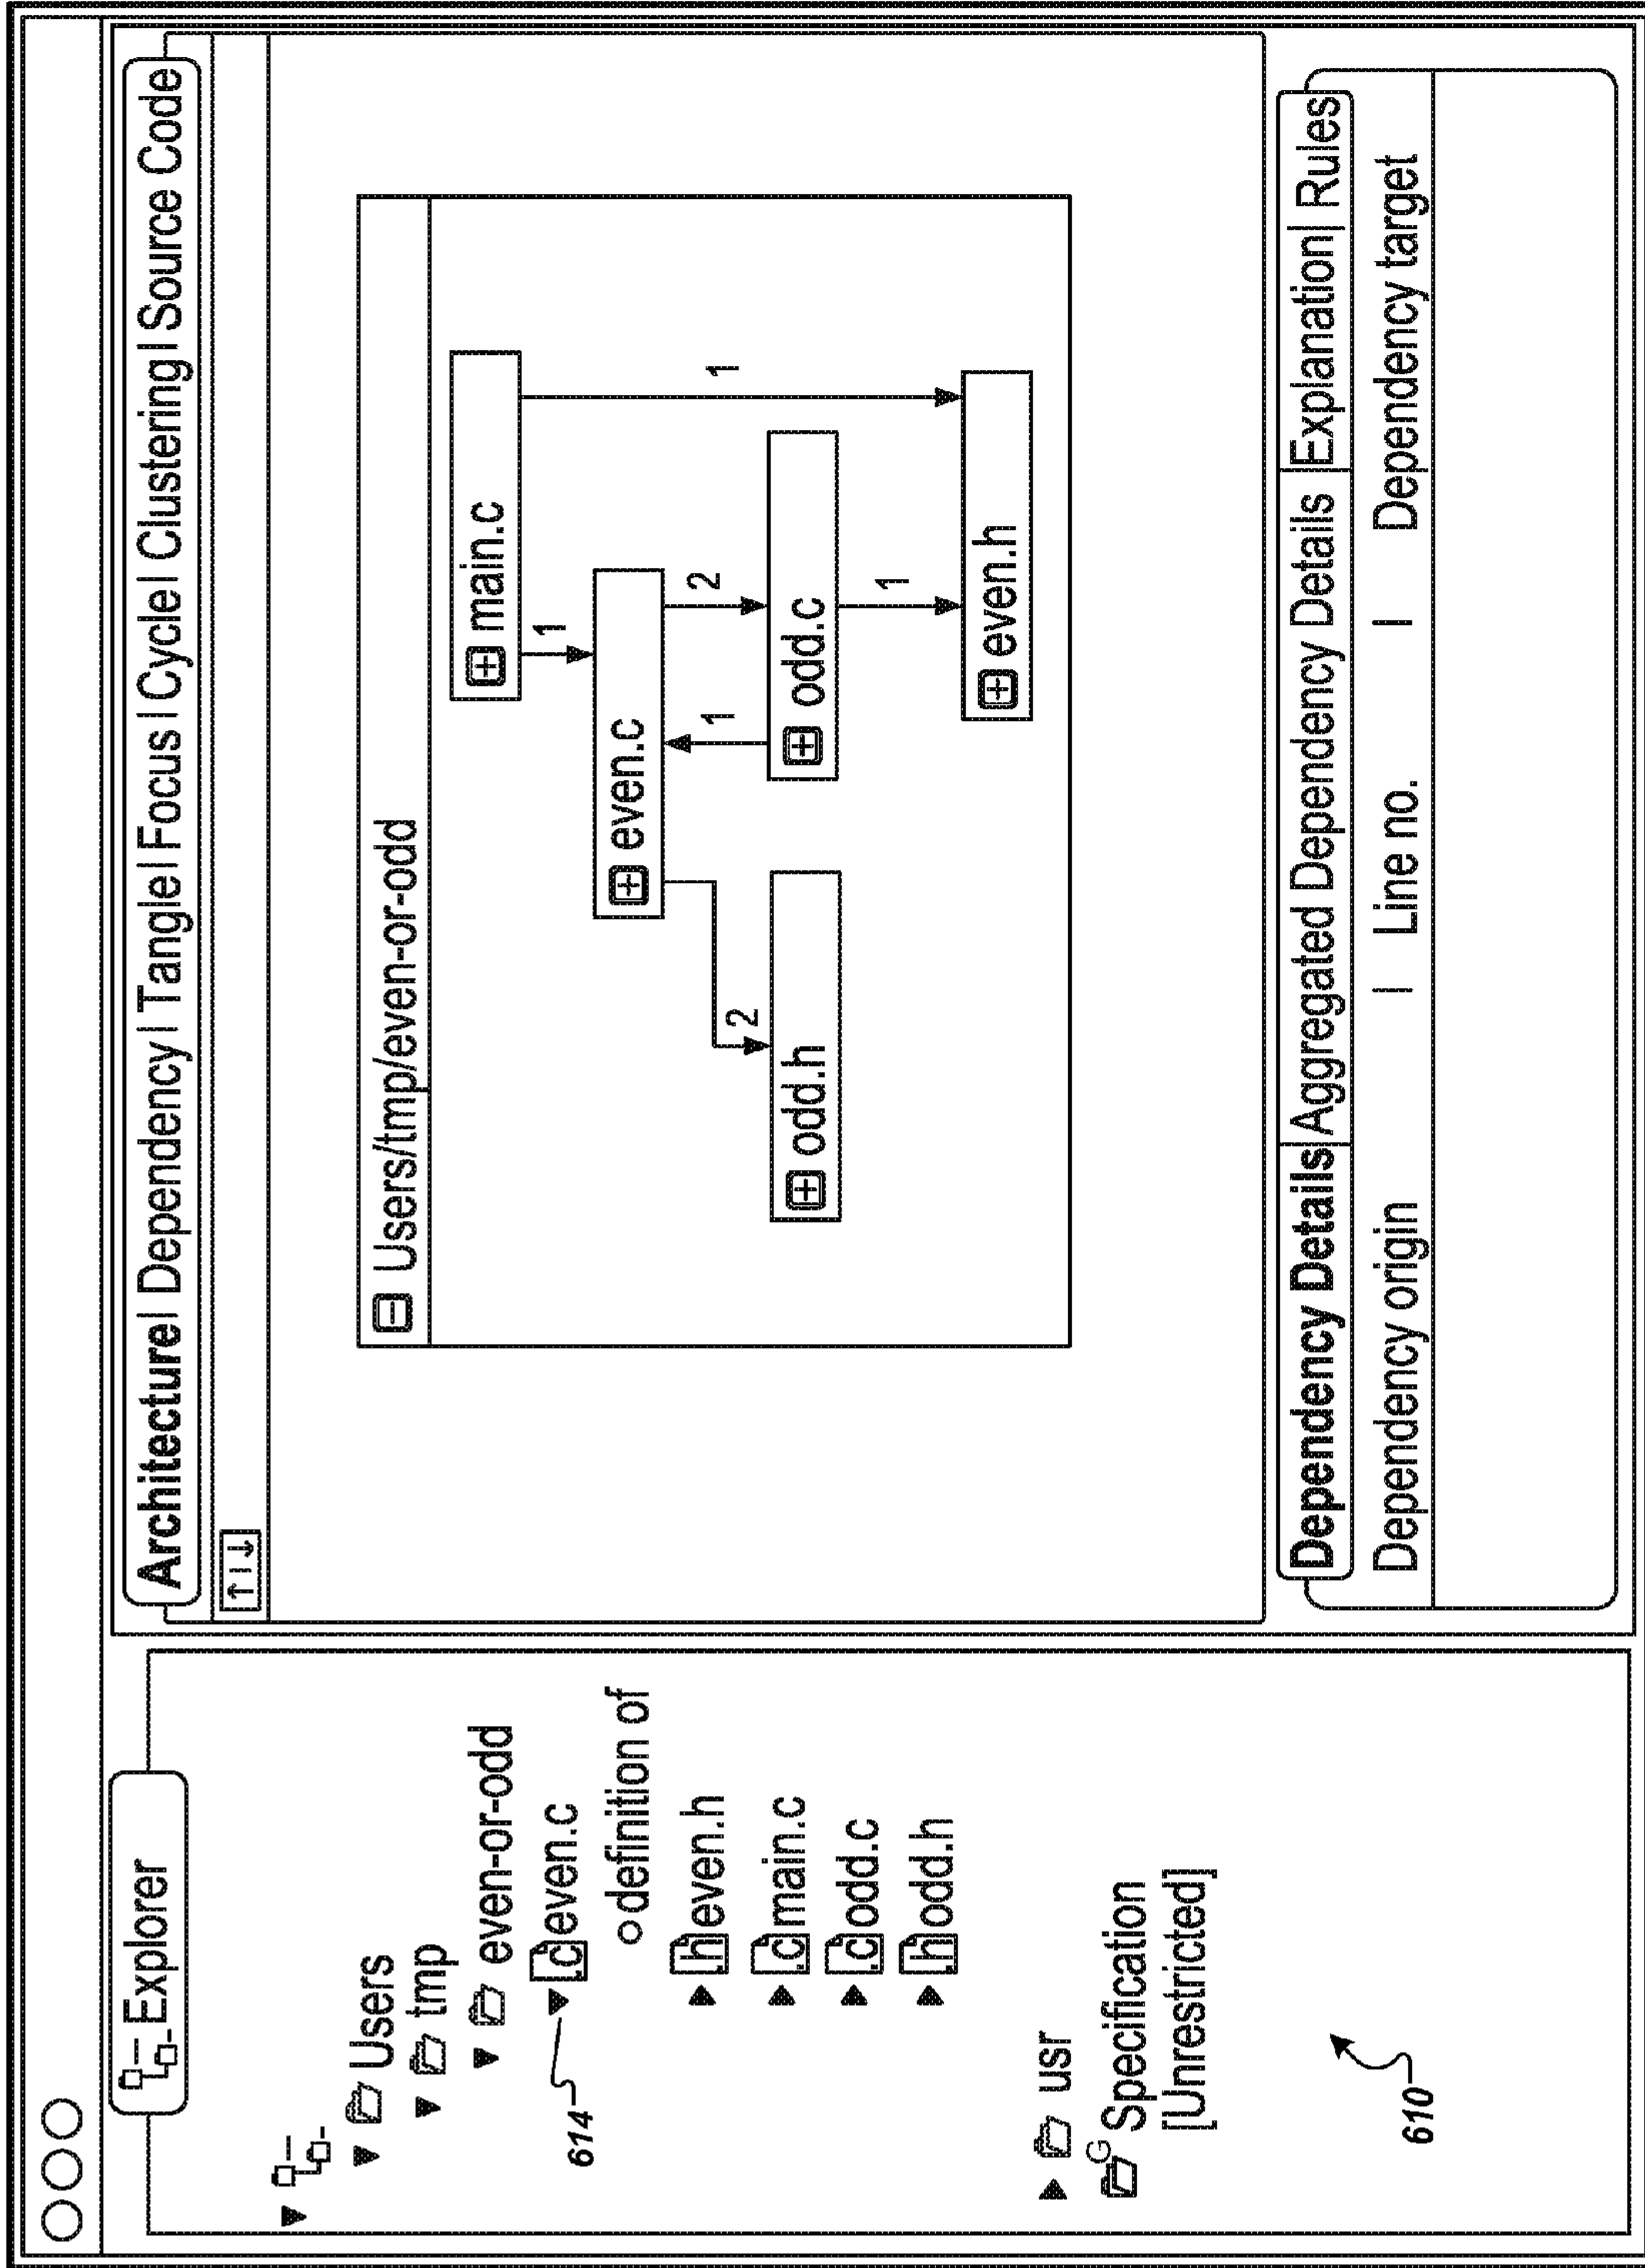 Explorer
Users
tmp
even-or-odd
.c even.c
definition of
.h even.h
.c main.c
.c odd.c
.h odd.h
usr
G
Specification
[Unrestricted]
614
610
Architecture| Dependency| Tangle| Focus | Cycle| Clustering| Source Code
Users/tmp/even-or-odd
main.c
1
1
even.c
2
1
2
odd.h
odd.c
1
even.h
Dependency Details| Aggregated Dependency Details |Explanation| Rules
Dependency origin | Line no. | Dependency target